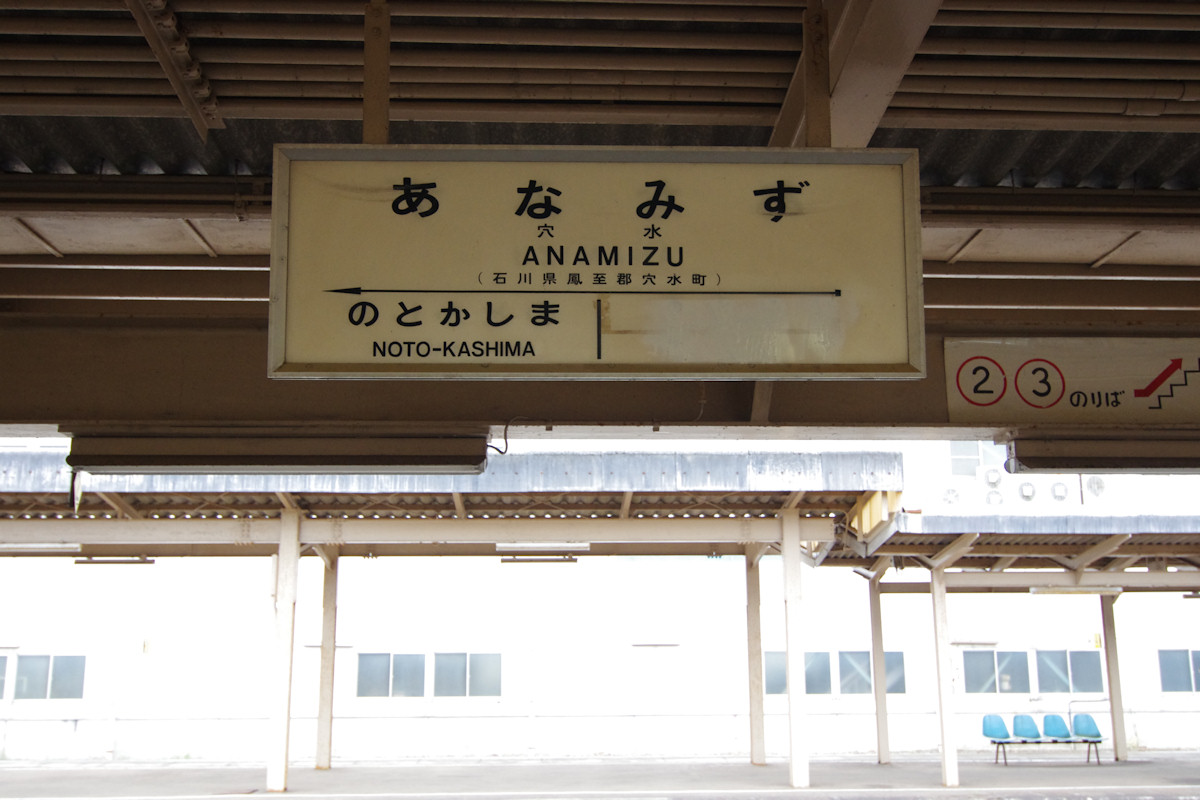 あなみず
穴水
ANAMIZU
(石川県鳳至郡穴水町)
のとかしま
NOTO-KASHIMA
② ③ のりば